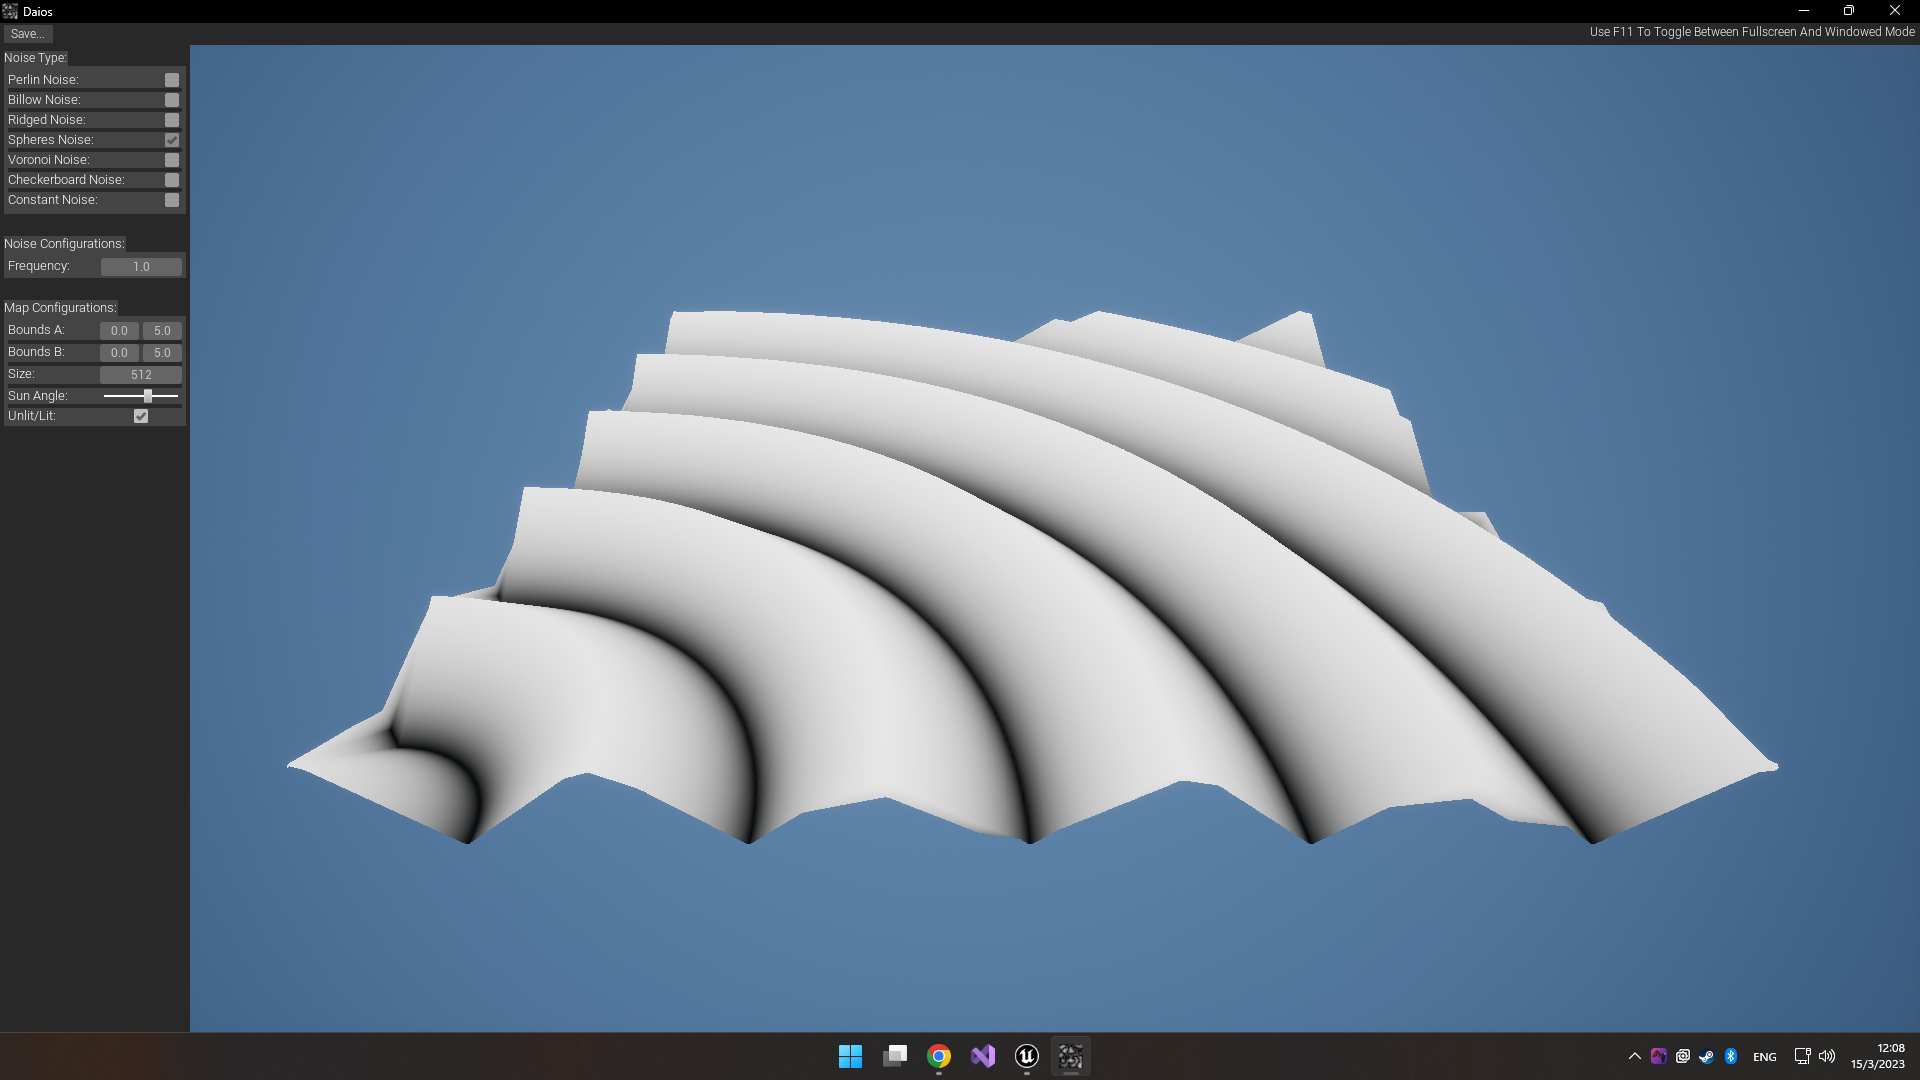 Daios
Save...
Use F11 To Toggle Between Fullscreen And Windowed Mode
Noise Type:
Perlin Noise:
Billow Noise:
Ridged Noise:
Spheres Noise:
Voronoi Noise:
Checkerboard Noise:
Constant Noise:
Noise Configurations:
Frequency: 1.0
Map Configurations:
Bounds A: 0.0 5.0
Bounds B: 0.0 5.0
Size: 512
Sun Angle:
Unlit/Lit:
ENG
12:08
15/3/2023